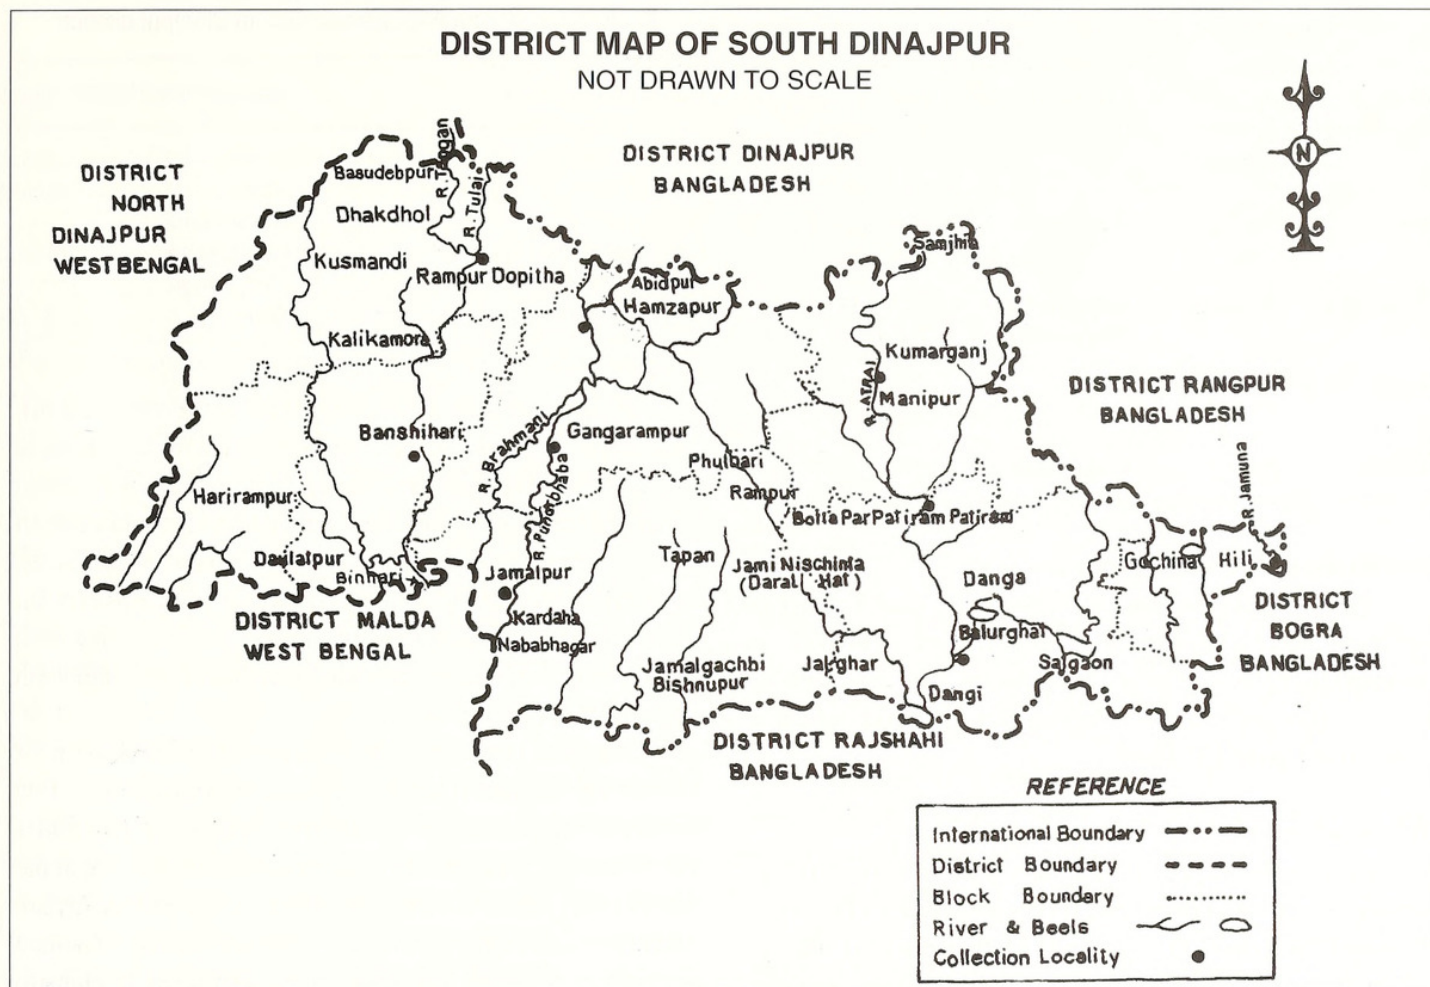 DISTRICT MAP OF SOUTH DINAJPUR
NOT DRAWN TO SCALE
N
DISTRICT
NORTH
DINAJPUR
WEST BENGAL
DISTRICT DINAJPUR
BANGLADESH
Basudebpur
R. Tulai
Dhakdhol
Kusmandi
Rampur Dopitha
Kalikamora
Abidpur
Hamzapur
Samjhia
Kumarganj
R. ATRAI
Manipur
DISTRICT RANGPUR
BANGLADESH
Banshihari
R. Brahmani
Gangarampur
R. Punarbhaba
Phulbari
Rampur
Bolla Par Patiram Patiram
R. Jamuna
Harirampur
Daulatpur
Binhari
Jamalpur
Kardaha
Nababnagar
Tapan
Jami Nischinta
(Darali Hat)
Danga
Gochina
Hili
DISTRICT
BOGRA
BANGLADESH
DISTRICT MALDA
WEST BENGAL
Jamalgachbi
Bishnupur
Jalghar
Balurghat
Salgaon
Dangi
DISTRICT RAJSHAHI
BANGLADESH
REFERENCE
International Boundary
District Boundary
Block Boundary
River & Beels
Collection Locality